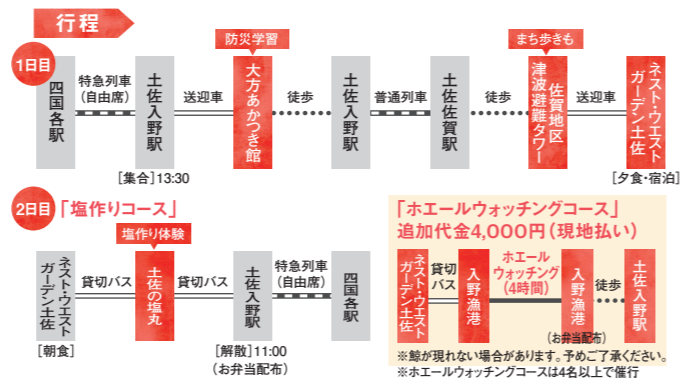 行程
1日目
四国各駅
特急列車
(自由席)
土佐入野駅
[集合]13:30
送迎車
防災学習
大方あかつき館
徒歩
土佐入野駅
普通列車
土佐佐賀駅
徒歩
まち歩きも
佐賀地区
津波避難タワー
送迎車
ネスト・ウエスト
ガーデン土佐
[夕食・宿泊]
2日目
「塩作りコース」
ネスト・ウエスト
ガーデン土佐
[朝食]
貸切バス
塩作り体験
土佐の塩丸
貸切バス
土佐入野駅
[解散]11:00
(お弁当配布)
特急列車
(自由席)
四国各駅
「ホエールウォッチングコース」
追加代金4,000円(現地払い)
ネスト・ウエスト
ガーデン土佐
貸切
バス
入野漁港
ホエール
ウォッチング
(4時間)
入野漁港
(お弁当配布)
徒歩
土佐入野駅
※鯨が現れない場合があります。予めご了承ください。
※ホエールウォッチングコースは4名以上で催行